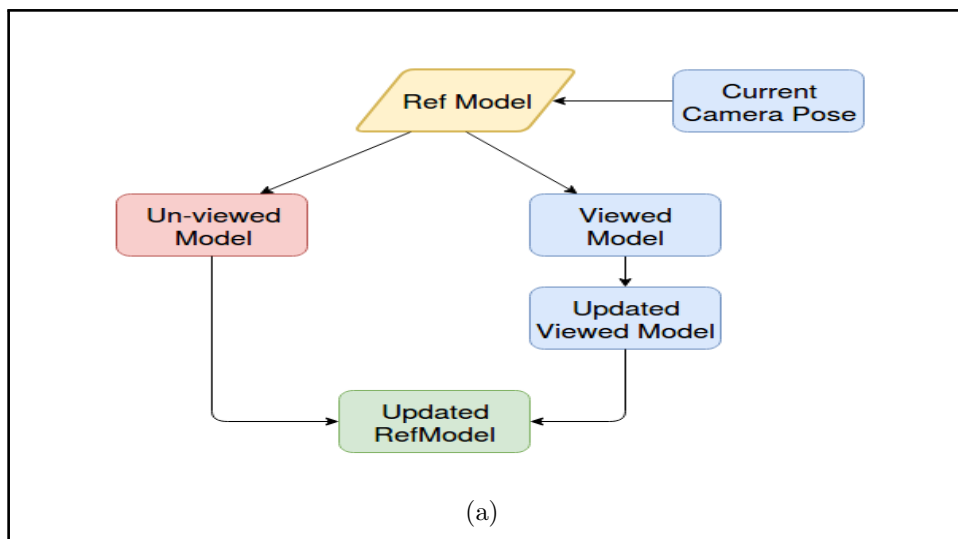 Ref Model
Current
Camera Pose
Un-viewed
Model
Viewed
Model
Updated
Viewed Model
Updated
RefModel
(a)